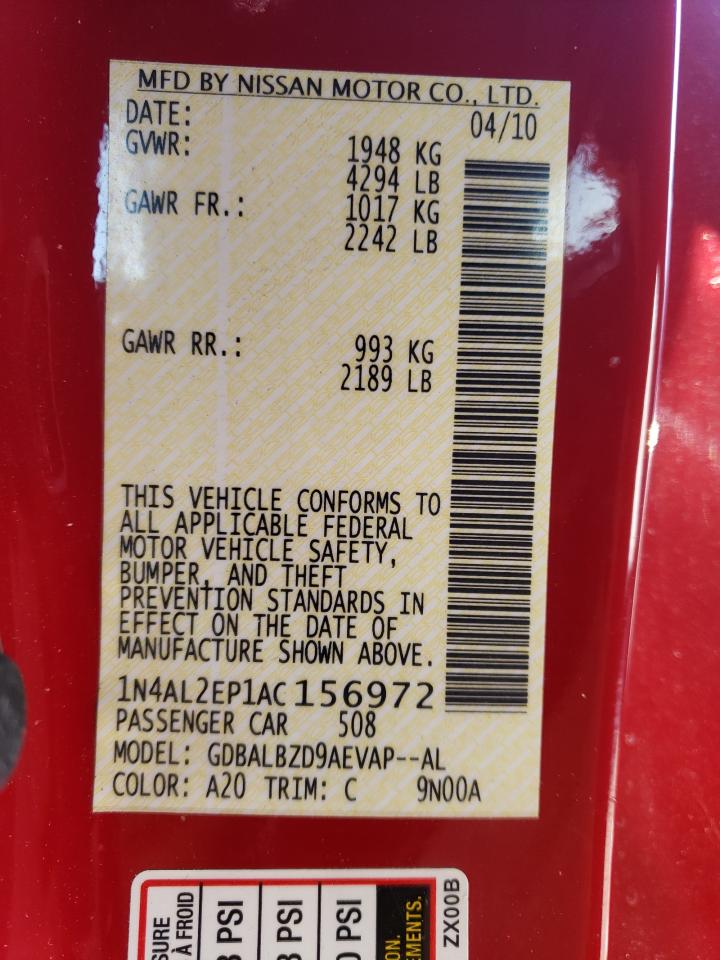 MFD BY NISSAN MOTOR CO., LTD.
DATE: 04/10
GVWR: 1948 KG
4294 LB
GAWR FR.: 1017 KG
2242 LB
GAWR RR.: 993 KG
2189 LB
THIS VEHICLE CONFORMS TO
ALL APPLICABLE FEDERAL
MOTOR VEHICLE SAFETY,
BUMPER, AND THEFT
PREVENTION STANDARDS IN
EFFECT ON THE DATE OF
MANUFACTURE SHOWN ABOVE.
1N4AL2EP1AC156972
PASSENGER CAR 508
MODEL: GDBALBZD9AEVAP--AL
COLOR: A20 TRIM: C 9N00A
À FROID
PSI
PSI
PSI
ZX00B